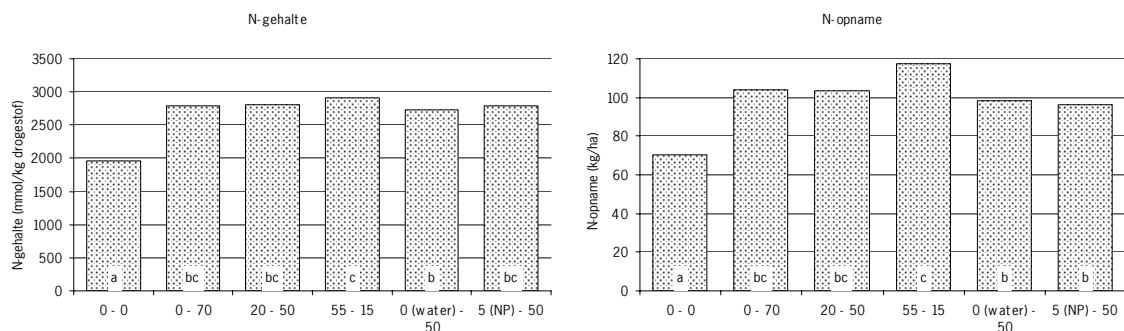 N-gehalte
N-gehalte (mmol/kg drogestof)
3500
3000
2500
2000
1500
1000
500
0
a bc bc c b bc
0 - 0 0 - 70 20 - 50 55 - 15 0 (water) - 5 (NP) - 50
50
N-opname
N-opname (kg/ha)
120
100
80
60
40
20
0
a bc bc c b b
0 - 0 0 - 70 20 - 50 55 - 15 0 (water) - 5 (NP) - 50
50